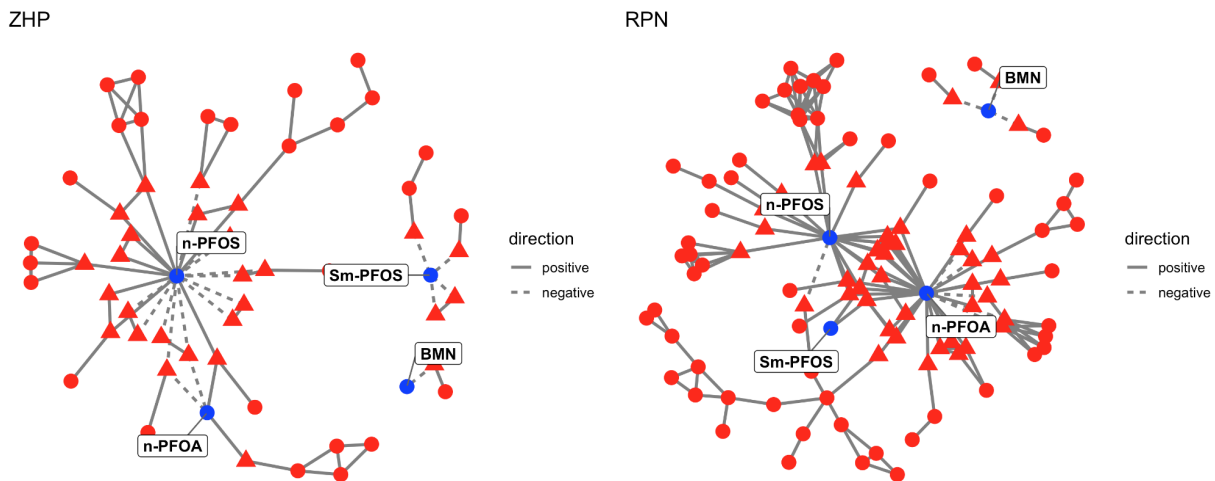 ZHP
n-PFOS
Sm-PFOS
BMN
n-PFOA
direction
positive
negative
RPN
BMN
n-PFOS
n-PFOA
Sm-PFOS
direction
positive
negative